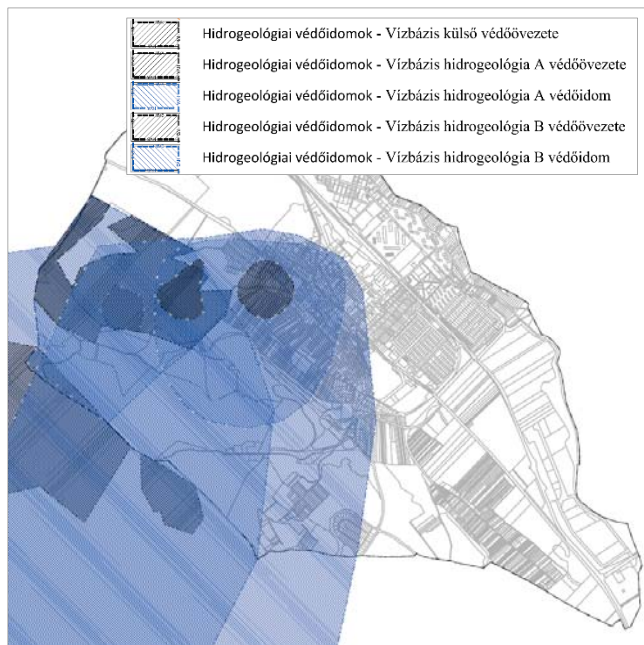 Hidrogeológiai védőidomok - Vízbázis külső védőövezete
Hidrogeológiai védőidomok - Vízbázis hidrogeológia A védőövezete
Hidrogeológiai védőidomok - Vízbázis hidrogeológia A védőidom
Hidrogeológiai védőidomok - Vízbázis hidrogeológia B védőövezete
Hidrogeológiai védőidomok - Vízbázis hidrogeológia B védőidom